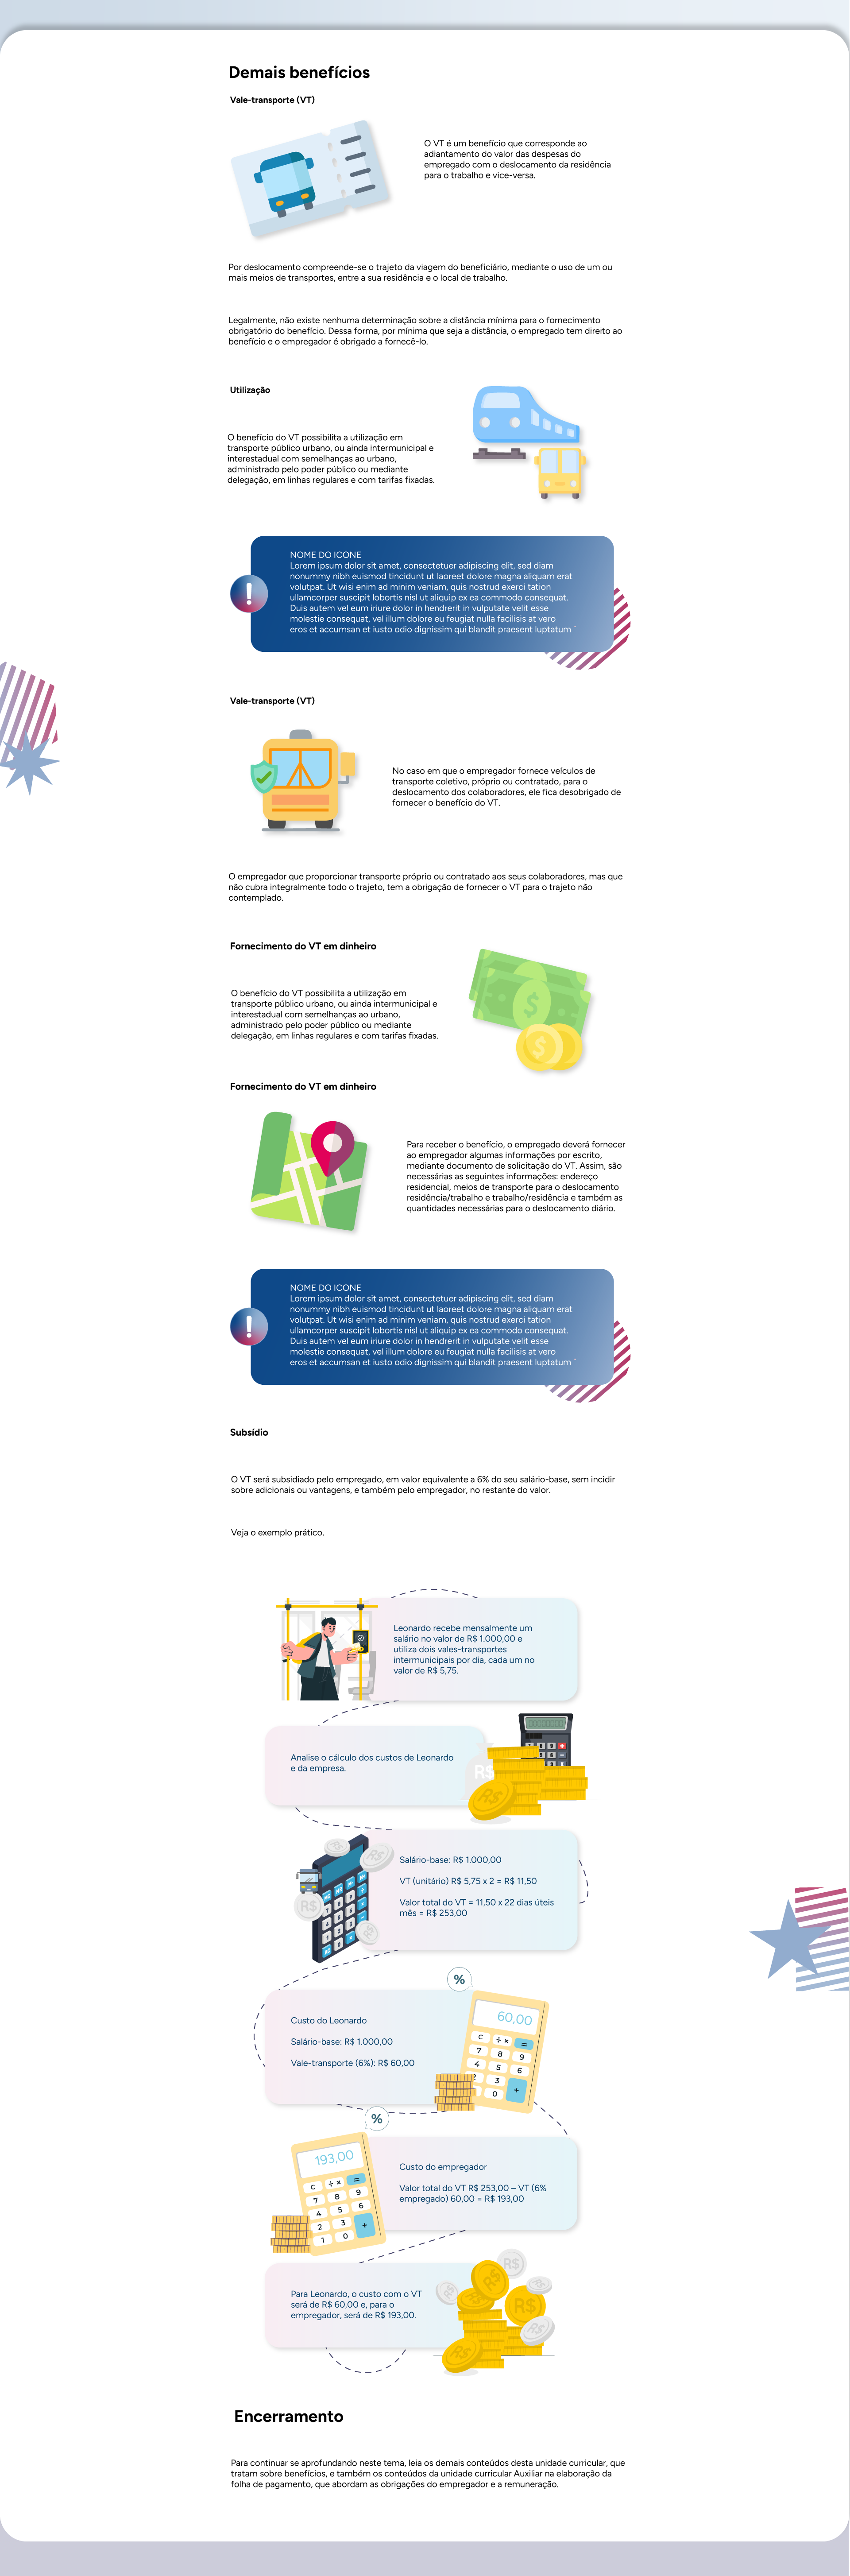 Demais benefícios
Vale-transporte (VT)
O VT é um benefício que corresponde ao
adiantamento do valor das despesas do
empregado com o deslocamento da residência
para o trabalho e vice-versa.
Por deslocamento compreende-se o trajeto da viagem do beneficiário, mediante o uso de um ou
mais meios de transportes, entre a sua residência e o local de trabalho.
Legalmente, não existe nenhuma determinação sobre a distância mínima para o fornecimento
obrigatório do benefício. Dessa forma, por mínima que seja a distância, o empregado tem direito ao
benefício e o empregador é obrigado a fornecê-lo.
Utilização
O benefício do VT possibilita a utilização em
transporte público urbano, ou ainda intermunicipal e
interestadual com semelhanças ao urbano,
administrado pelo poder público ou mediante
delegação, em linhas regulares e com tarifas fixadas.
NOME DO ICONE
Lorem ipsum dolor sit amet, consectetuer adipiscing elit, sed diam
nonummy nibh euismod tincidunt ut laoreet dolore magna aliquam erat
volutpat. Ut wisi enim ad minim veniam, quis nostrud exerci tation
ullamcorper suscipit lobortis nisl ut aliquip ex ea commodo consequat.
Duis autem vel eum iriure dolor in hendrerit in vulputate velit esse
molestie consequat, vel illum dolore eu feugiat nulla facilisis at vero
eros et accumsan et iusto odio dignissim qui blandit praesent luptatum ˜
Vale-transporte (VT)
No caso em que o empregador fornece veículos de
transporte coletivo, próprio ou contratado, para o
deslocamento dos colaboradores, ele fica desobrigado de
fornecer o benefício do VT.
O empregador que proporcionar transporte próprio ou contratado aos seus colaboradores, mas que
não cubra integralmente todo o trajeto, tem a obrigação de fornecer o VT para o trajeto não
contemplado.
Fornecimento do VT em dinheiro
O benefício do VT possibilita a utilização em
transporte público urbano, ou ainda intermunicipal e
interestadual com semelhanças ao urbano,
administrado pelo poder público ou mediante
delegação, em linhas regulares e com tarifas fixadas.
Fornecimento do VT em dinheiro
Para receber o benefício, o empregado deverá fornecer
ao empregador algumas informações por escrito,
mediante documento de solicitação do VT. Assim, são
necessárias as seguintes informações: endereço
residencial, meios de transporte para o deslocamento
residência/trabalho e trabalho/residência e também as
quantidades necessárias para o deslocamento diário.
NOME DO ICONE
Lorem ipsum dolor sit amet, consectetuer adipiscing elit, sed diam
nonummy nibh euismod tincidunt ut laoreet dolore magna aliquam erat
volutpat. Ut wisi enim ad minim veniam, quis nostrud exerci tation
ullamcorper suscipit lobortis nisl ut aliquip ex ea commodo consequat.
Duis autem vel eum iriure dolor in hendrerit in vulputate velit esse
molestie consequat, vel illum dolore eu feugiat nulla facilisis at vero
eros et accumsan et iusto odio dignissim qui blandit praesent luptatum ˜
Subsídio
O VT será subsidiado pelo empregado, em valor equivalente a 6% do seu salário-base, sem incidir
sobre adicionais ou vantagens, e também pelo empregador, no restante do valor.
Veja o exemplo prático.
Leonardo recebe mensalmente um
salário no valor de R$ 1.000,00 e
utiliza dois vales-transportes
intermunicipais por dia, cada um no
valor de R$ 5,75.
Analise o cálculo dos custos de Leonardo
e da empresa.
R$
R$
Salário-base: R$ 1.000,00
VT (unitário) R$ 5,75 x 2 = R$ 11,50
Valor total do VT = 11,50 x 22 dias úteis
mês = R$ 253,00
R$
%
60,00
Custo do Leonardo
Salário-base: R$ 1.000,00
Vale-transporte (6%): R$ 60,00
C ÷ × =
7 8 9
4 5 6
2 3 +
0
%
193,00
C ÷ × =
7 8 9
4 5 6
2 3 +
1 0
Custo do empregador
Valor total do VT R$ 253,00 – VT (6%
empregado) 60,00 = R$ 193,00
Para Leonardo, o custo com o VT
será de R$ 60,00 e, para o
empregador, será de R$ 193,00.
R$
R$
R$
R$
Encerramento
Para continuar se aprofundando neste tema, leia os demais conteúdos desta unidade curricular, que
tratam sobre benefícios, e também os conteúdos da unidade curricular Auxiliar na elaboração da
folha de pagamento, que abordam as obrigações do empregador e a remuneração.